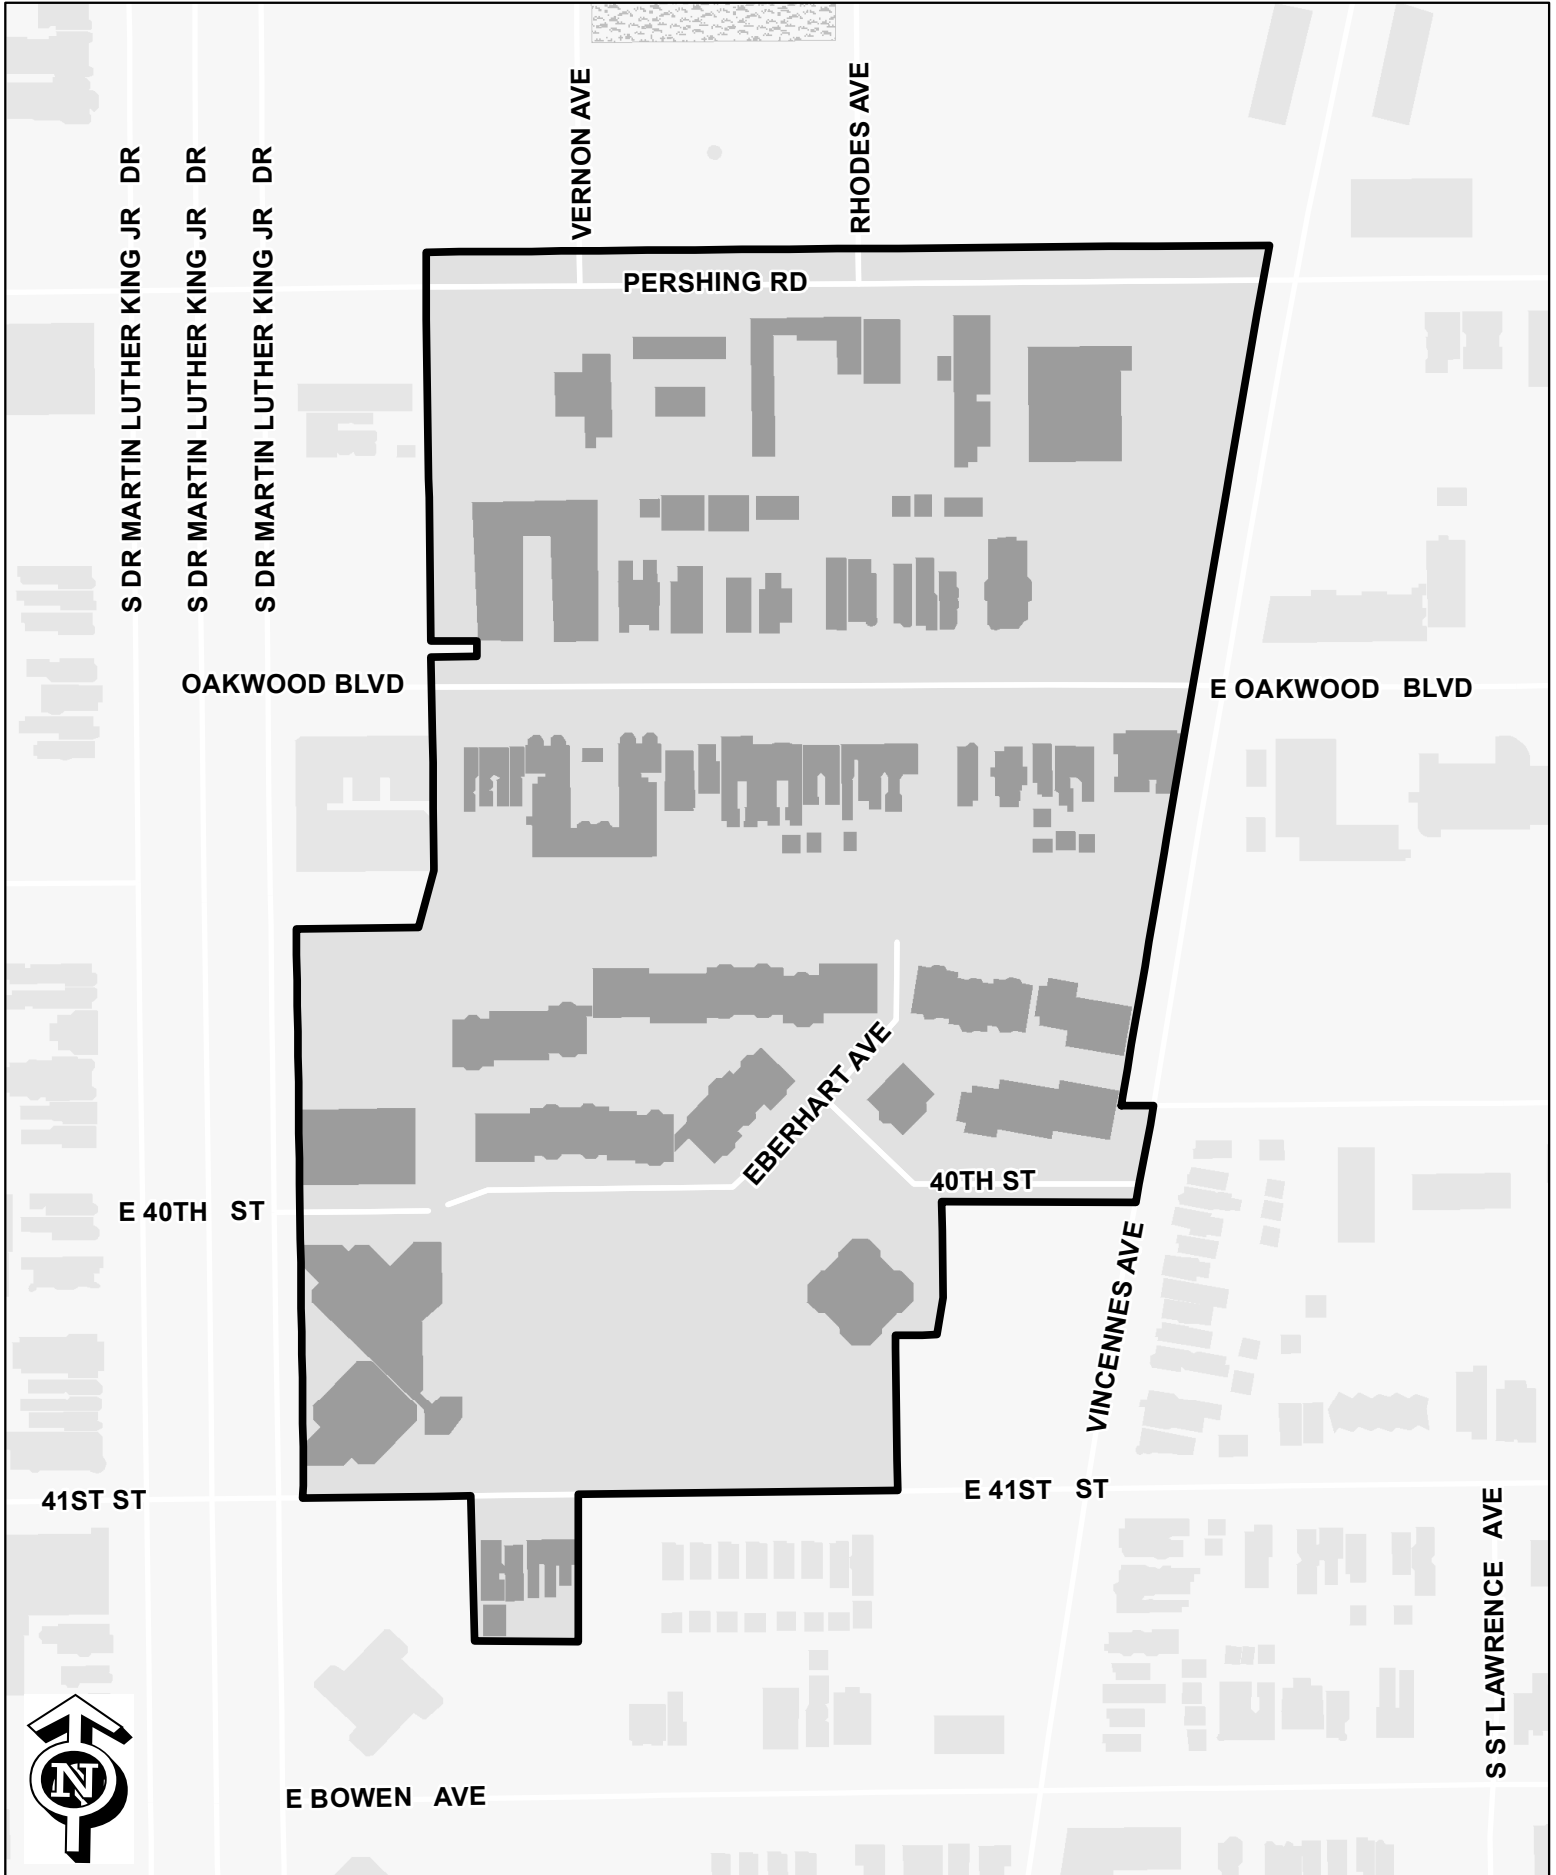 VERNON AVE
RHODES AVE
S DR MARTIN LUTHER KING JR DR
S DR MARTIN LUTHER KING JR DR
S DR MARTIN LUTHER KING JR DR
PERSHING RD
OAKWOOD BLVD
E OAKWOOD BLVD
EBERHART AVE
40TH ST
E 40TH ST
VINCENNES AVE
41ST ST
E 41ST ST
S ST LAWRENCE AVE
N
E BOWEN AVE